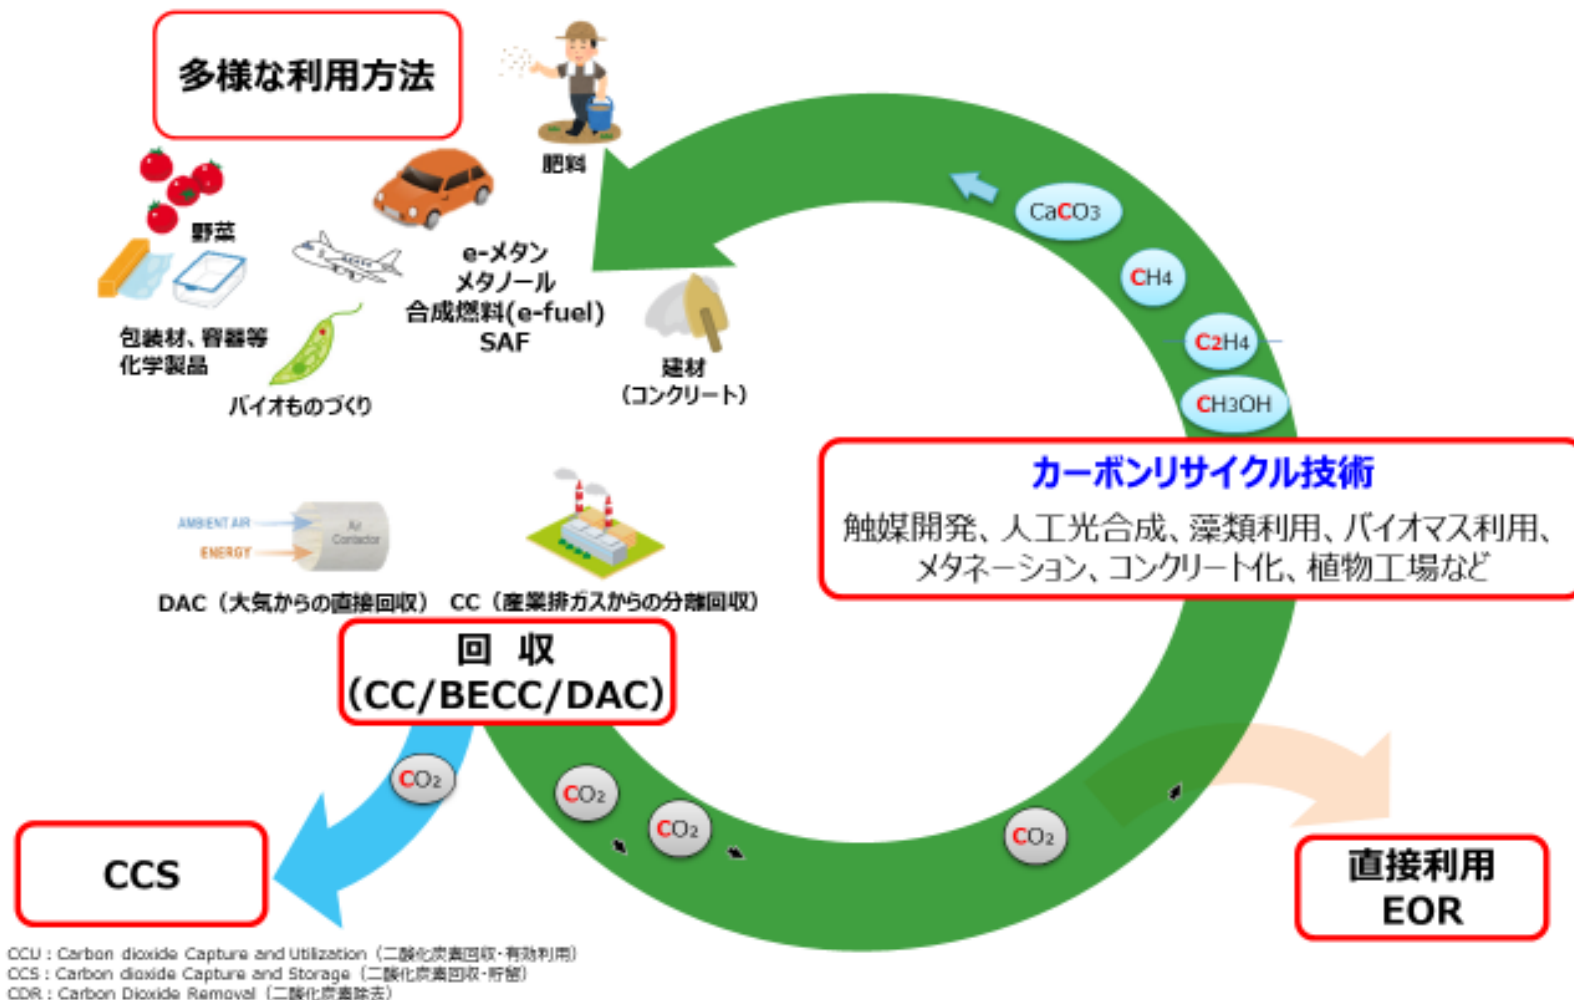 多様な利用方法
肥料
野菜
e-メタン
メタノール
合成燃料(e-fuel)
SAF
包装材、容器等
化学製品
バイオものづくり
建材
（コンクリート）
CaCO3
CH4
C2H4
CH3OH
カーボンリサイクル技術
触媒開発、人工光合成、藻類利用、バイオマス利用、
メタネーション、コンクリート化、植物工場など
AMBIENT AIR
ENERGY
Air
Contactor
DAC（大気からの直接回収）
CC（産業排ガスからの分離回収）
回 収
（CC/BECC/DAC）
CO2
CO2
CO2
CO2
CCS
直接利用
EOR
CCU：Carbon dioxide Capture and Utilization（二酸化炭素回収・有効利用）
CCS：Carbon dioxide Capture and Storage（二酸化炭素回収・貯留）
CDR：Carbon Dioxide Removal（二酸化炭素除去）